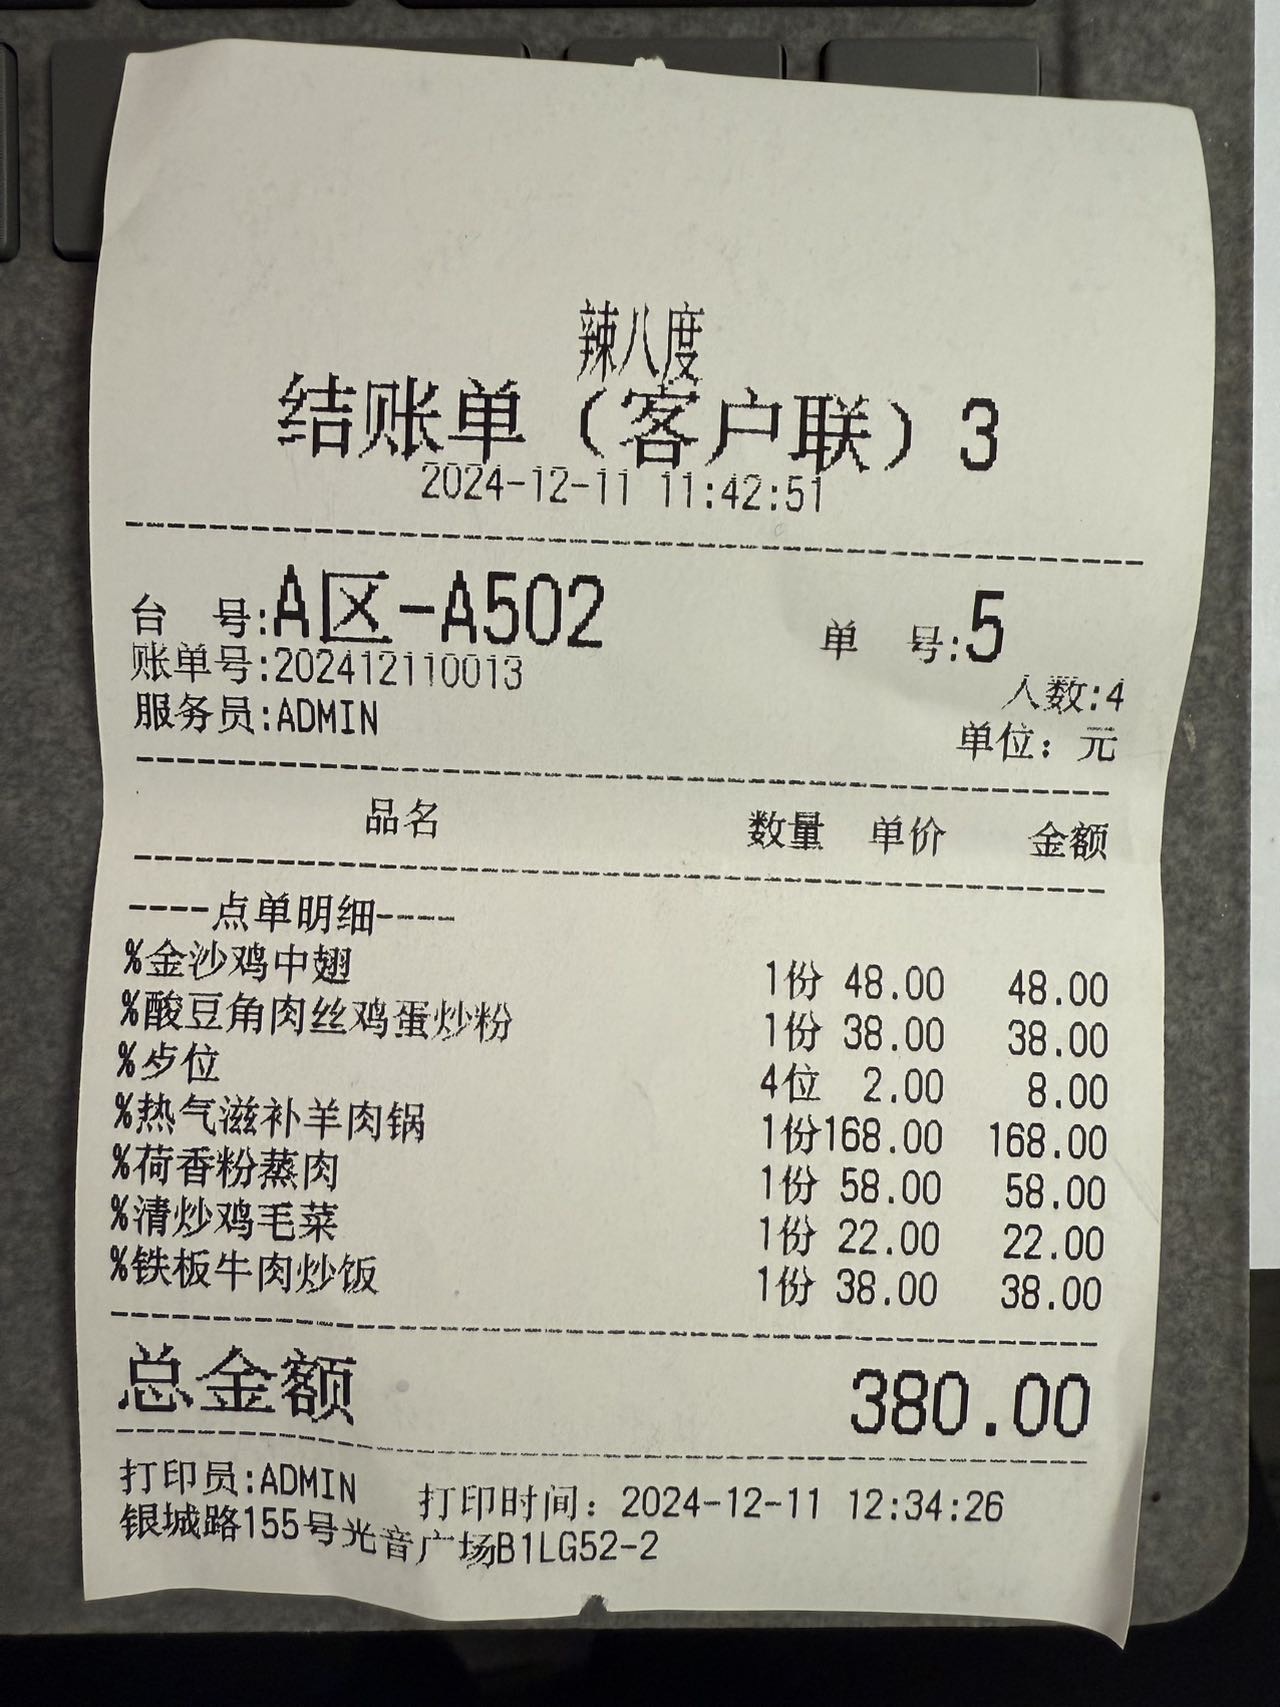 辣八度
结账单（客户联）3
2024-12-11 11:42:51
台 号:A区-A502 单 号:5
账单号:202412110013 人数:4
服务员:ADMIN 单位：元
品名 数量 单价 金额
----点单明细----
%金沙鸡中翅 1份 48.00 48.00
%酸豆角肉丝鸡蛋炒粉 1份 38.00 38.00
%歺位 4位 2.00 8.00
%热气滋补羊肉锅 1份168.00 168.00
%荷香粉蒸肉 1份 58.00 58.00
%清炒鸡毛菜 1份 22.00 22.00
%铁板牛肉炒饭 1份 38.00 38.00
总金额 380.00
打印员:ADMIN 打印时间：2024-12-11 12:34:26
银城路155号光音广场B1LG52-2